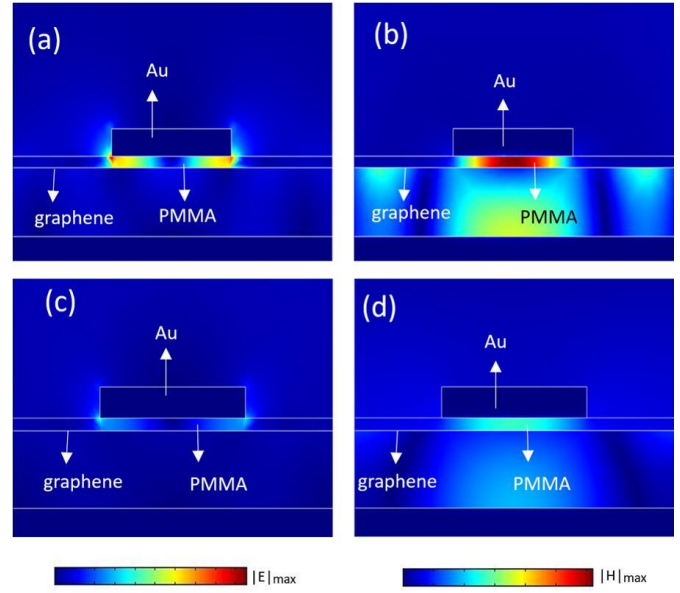 (a)
Au
graphene
PMMA
(b)
Au
graphene
PMMA
(c)
Au
graphene
PMMA
(d)
Au
graphene
PMMA
|E|max
|H|max